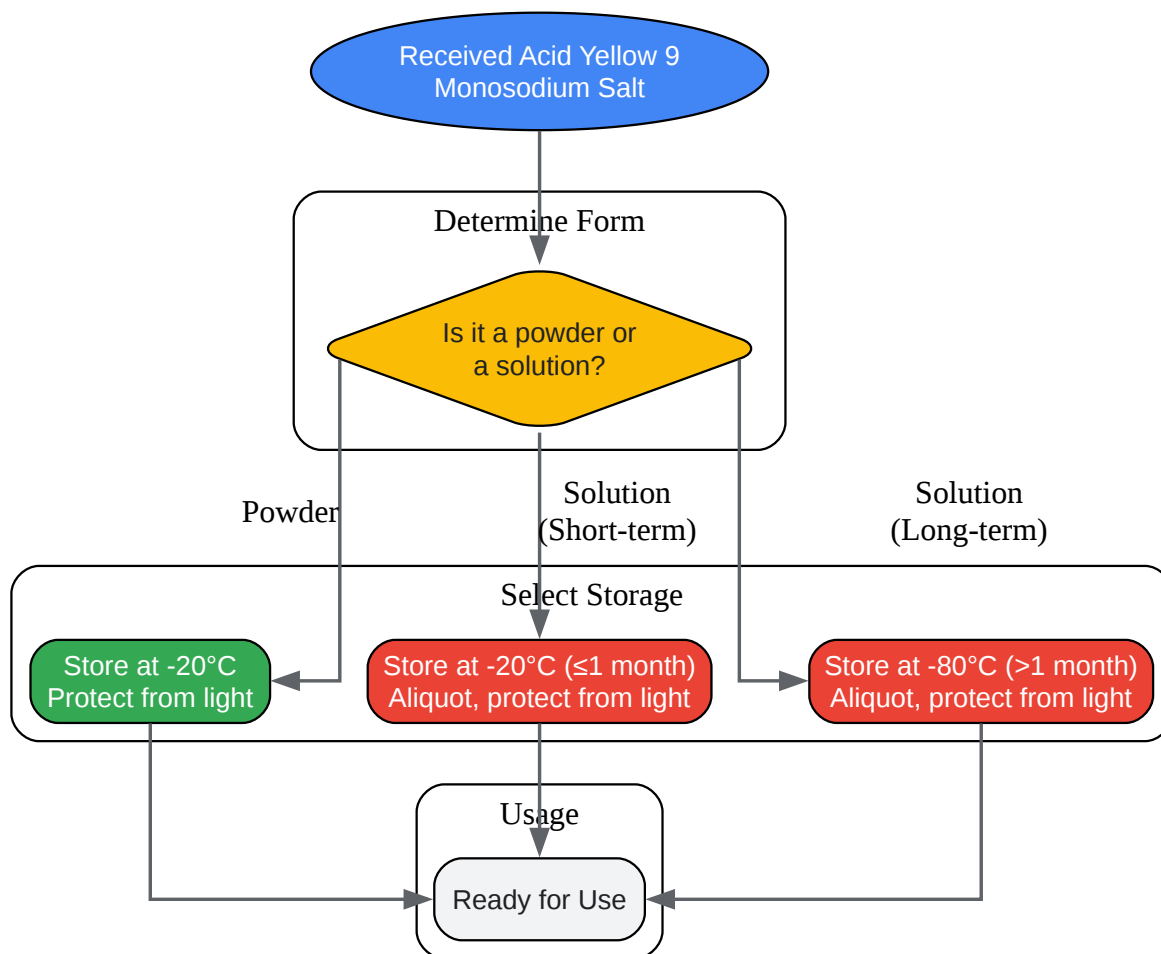 Received Acid Yellow 9
Monosodium Salt
Determine Form
Is it a powder or
a solution?
Powder
Solution
(Short-term)
Solution
(Long-term)
Select Storage
Store at -20°C
Protect from light
Store at -20°C (≤1 month)
Aliquot, protect from light
Store at -80°C (>1 month)
Aliquot, protect from light
Usage
Ready for Use